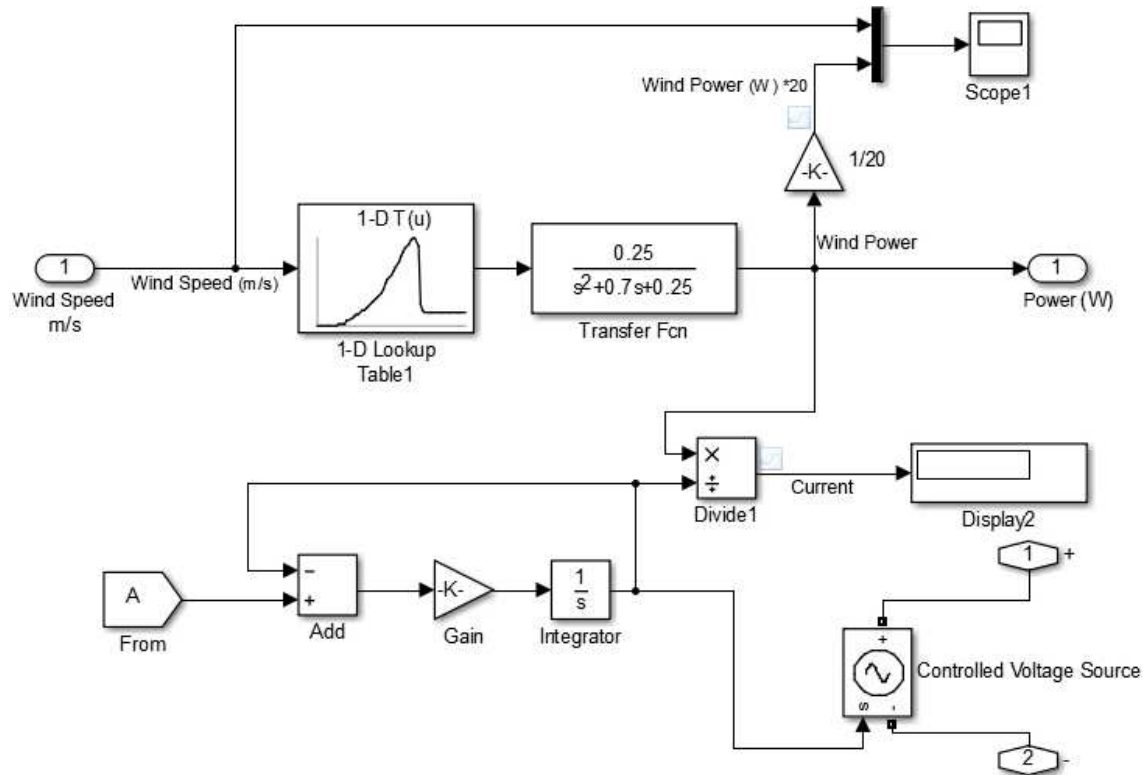 Wind Power (W) *20
Scope1
-K-
1/20
1-D T(u)
Wind Power
1
Wind Speed (m/s)
0.25
s²+0.7s+0.25
1
Wind Speed
m/s
Power (W)
Transfer Fcn
1-D Lookup
Table1
×
÷
Current
Divide1
Display2
1
+
A
−
+
-K-
1
s
From
Add
Gain
Integrator
+
Controlled Voltage Source
s
-
2
-